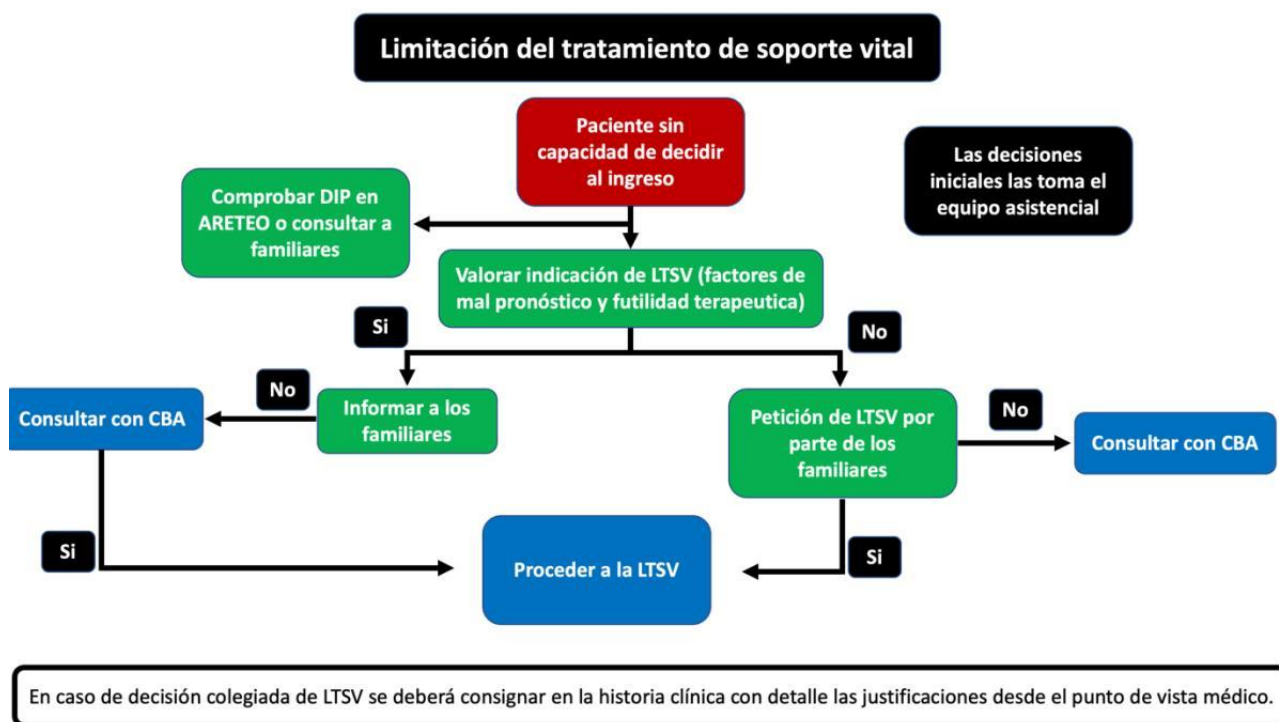 Limitación del tratamiento de soporte vital
Paciente sin
capacidad de decidir
al ingreso
Las decisiones
iniciales las toma el
equipo asistencial
Comprobar DIP en
ARETEO o consultar a
familiares
Valorar indicación de LTSV (factores de
mal pronóstico y futilidad terapeutica)
Si
No
No
Informar a los
familiares
Consultar con CBA
Petición de LTSV por
parte de los
familiares
No
Consultar con CBA
Si
Proceder a la LTSV
Si
En caso de decisión colegiada de LTSV se deberá consignar en la historia clínica con detalle las justificaciones desde el punto de vista médico.